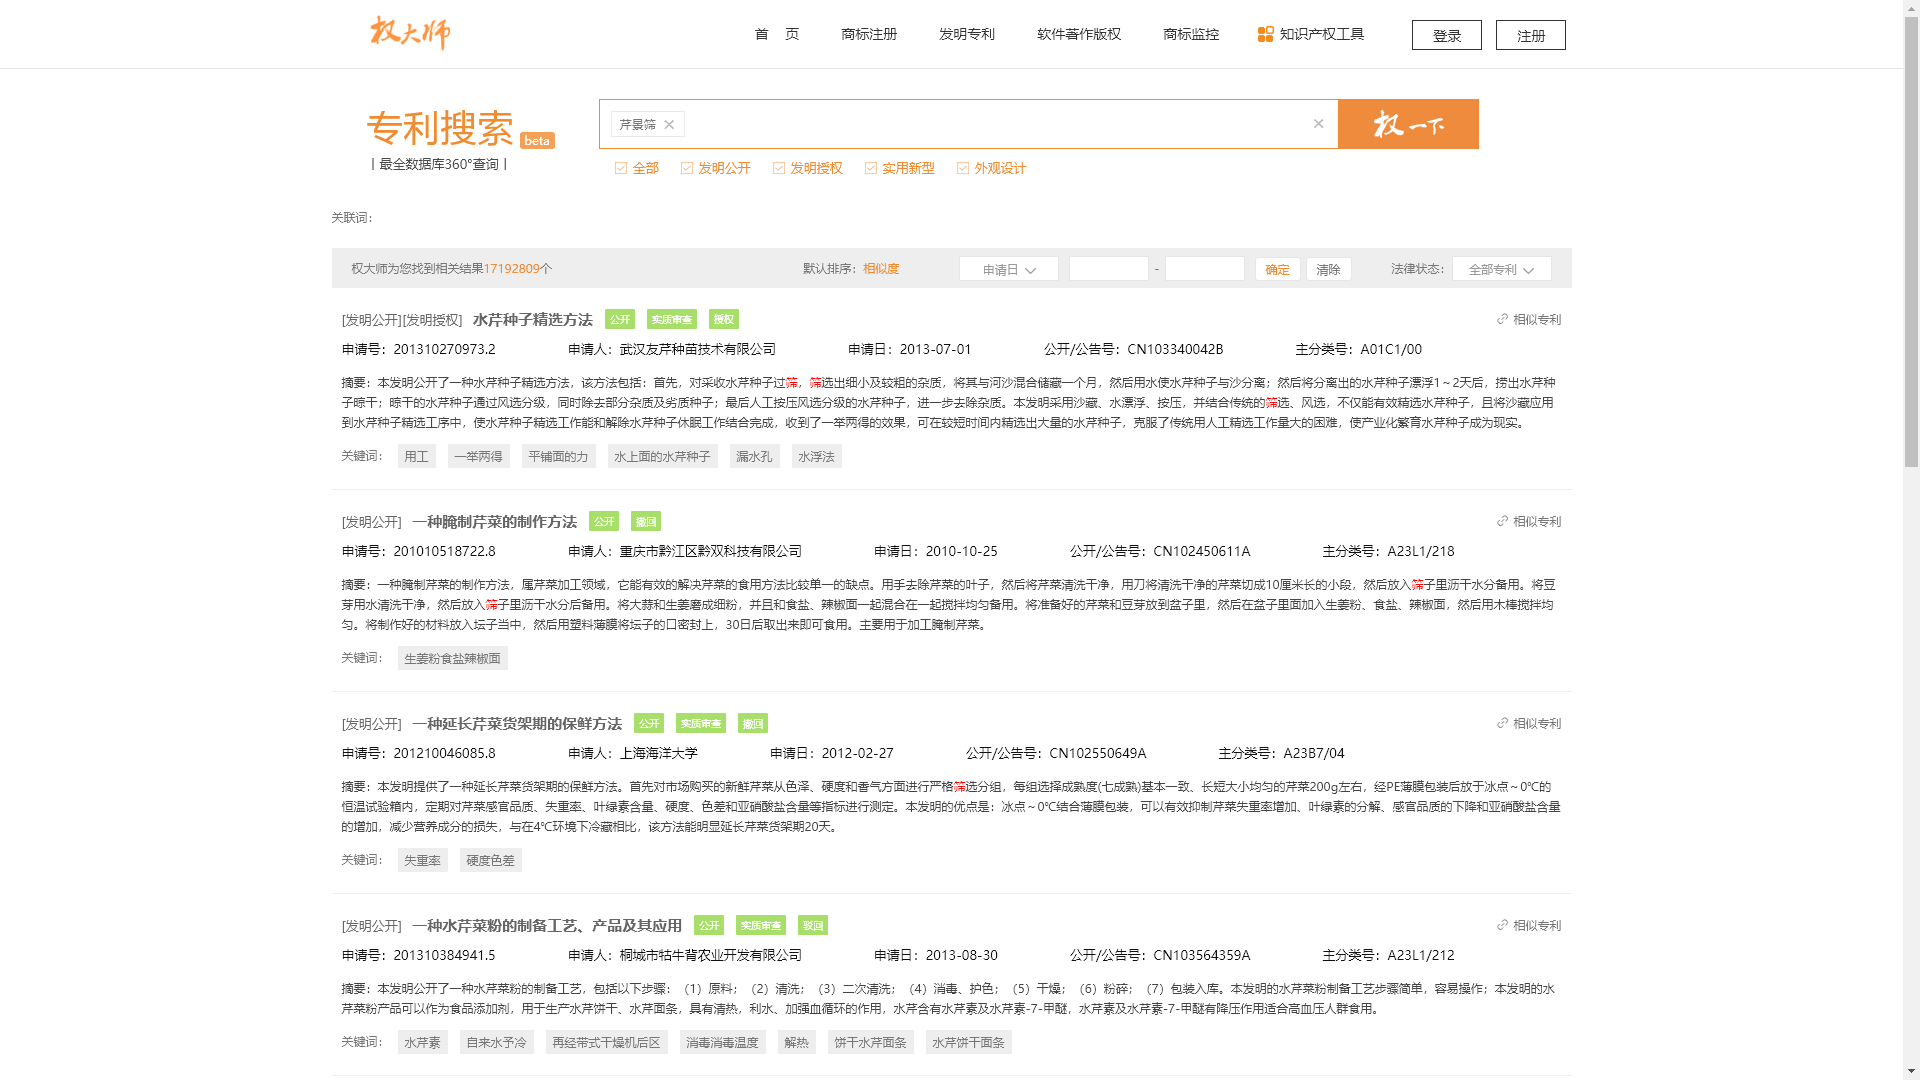 权大师
首 页 商标注册 发明专利 软件著作版权 商标监控 知识产权工具 登录 注册
专利搜索 beta
丨最全数据库360°查询丨
芹景筛
权一下
全部 发明公开 发明授权 实用新型 外观设计
关联词：
权大师为您找到相关结果17192809个 默认排序：相似度 申请日 - 确定 清除 法律状态： 全部专利
[发明公开][发明授权] 水芹种子精选方法 公开 实质审查 授权 相似专利
申请号：201310270973.2 申请人：武汉友芹种苗技术有限公司 申请日：2013-07-01 公开/公告号：CN103340042B 主分类号：A01C1/00
摘要：本发明公开了一种水芹种子精选方法，该方法包括：首先，对采收水芹种子过筛，筛选出细小及较粗的杂质，将其与河沙混合储藏一个月，然后用水使水芹种子与沙分离；然后将分离出的水芹种子漂浮1～2天后，捞出水芹种
子晾干；晾干的水芹种子通过风选分级，同时除去部分杂质及劣质种子；最后人工按压风选分级的水芹种子，进一步去除杂质。本发明采用沙藏、水漂浮、按压，并结合传统的筛选、风选，不仅能有效精选水芹种子，且将沙藏应用
到水芹种子精选工序中，使水芹种子精选工作能和解除水芹种子休眠工作结合完成，收到了一举两得的效果，可在较短时间内精选出大量的水芹种子，克服了传统用人工精选工作量大的困难，使产业化繁育水芹种子成为现实。
关键词： 用工 一举两得 平铺面的力 水上面的水芹种子 漏水孔 水浮法
[发明公开] 一种腌制芹菜的制作方法 公开 撤回 相似专利
申请号：201010518722.8 申请人：重庆市黔江区黔双科技有限公司 申请日：2010-10-25 公开/公告号：CN102450611A 主分类号：A23L1/218
摘要：一种腌制芹菜的制作方法，属芹菜加工领域，它能有效的解决芹菜的食用方法比较单一的缺点。用手去除芹菜的叶子，然后将芹菜清洗干净，用刀将清洗干净的芹菜切成10厘米长的小段，然后放入筛子里沥干水分备用。将豆
芽用水清洗干净，然后放入筛子里沥干水分后备用。将大蒜和生姜磨成细粉，并且和食盐、辣椒面一起混合在一起搅拌均匀备用。将准备好的芹菜和豆芽放到盆子里，然后在盆子里面加入生姜粉、食盐、辣椒面，然后用木棒搅拌均
匀。将制作好的材料放入坛子当中，然后用塑料薄膜将坛子的口密封上，30日后取出来即可食用。主要用于加工腌制芹菜。
关键词： 生姜粉食盐辣椒面
[发明公开] 一种延长芹菜货架期的保鲜方法 公开 实质审查 撤回 相似专利
申请号：201210046085.8 申请人：上海海洋大学 申请日：2012-02-27 公开/公告号：CN102550649A 主分类号：A23B7/04
摘要：本发明提供了一种延长芹菜货架期的保鲜方法。首先对市场购买的新鲜芹菜从色泽、硬度和香气方面进行严格筛选分组，每组选择成熟度(七成熟)基本一致、长短大小均匀的芹菜200g左右，经PE薄膜包装后放于冰点～0℃的
恒温试验箱内，定期对芹菜感官品质、失重率、叶绿素含量、硬度、色差和亚硝酸盐含量等指标进行测定。本发明的优点是：冰点～0℃结合薄膜包装，可以有效抑制芹菜失重率增加、叶绿素的分解、感官品质的下降和亚硝酸盐含量
的增加，减少营养成分的损失，与在4℃环境下冷藏相比，该方法能明显延长芹菜货架期20天。
关键词： 失重率 硬度色差
[发明公开] 一种水芹菜粉的制备工艺、产品及其应用 公开 实质审查 驳回 相似专利
申请号：201310384941.5 申请人：桐城市牯牛背农业开发有限公司 申请日：2013-08-30 公开/公告号：CN103564359A 主分类号：A23L1/212
摘要：本发明公开了一种水芹菜粉的制备工艺，包括以下步骤：（1）原料；（2）清洗；（3）二次清洗；（4）消毒、护色；（5）干燥；（6）粉碎；（7）包装入库。本发明的水芹菜粉制备工艺步骤简单，容易操作；本发明的水
芹菜粉产品可以作为食品添加剂，用于生产水芹饼干、水芹面条，具有清热，利水、加强血循环的作用，水芹含有水芹素及水芹素-7-甲醚，水芹素及水芹素-7-甲醚有降压作用适合高血压人群食用。
关键词： 水芹素 自来水予冷 再经带式干燥机后区 消毒消毒温度 解热 饼干水芹面条 水芹饼干面条